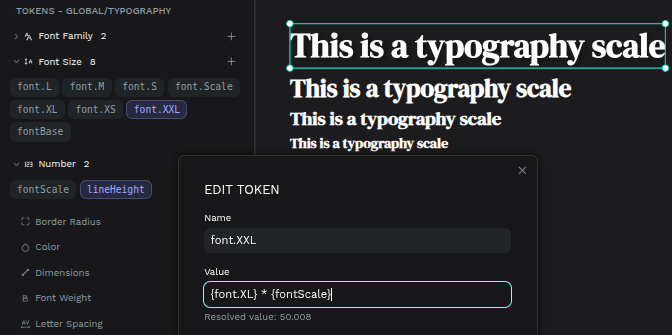 TOKENS - GLOBAL/TYPOGRAPHY
Font Family 2
Font Size 8
font.L font.M font.S font.Scale
font.XL font.XS font.XXL
fontBase
Number 2
fontScale lineHeight
Border Radius
Color
Dimensions
Font Weight
Letter Spacing
This is a typography scale
This is a typography scale
This is a typography scale
This is a typography scale
EDIT TOKEN
Name
font.XXL
Value
{font.XL} * {fontScale}
Resolved value: 50.008